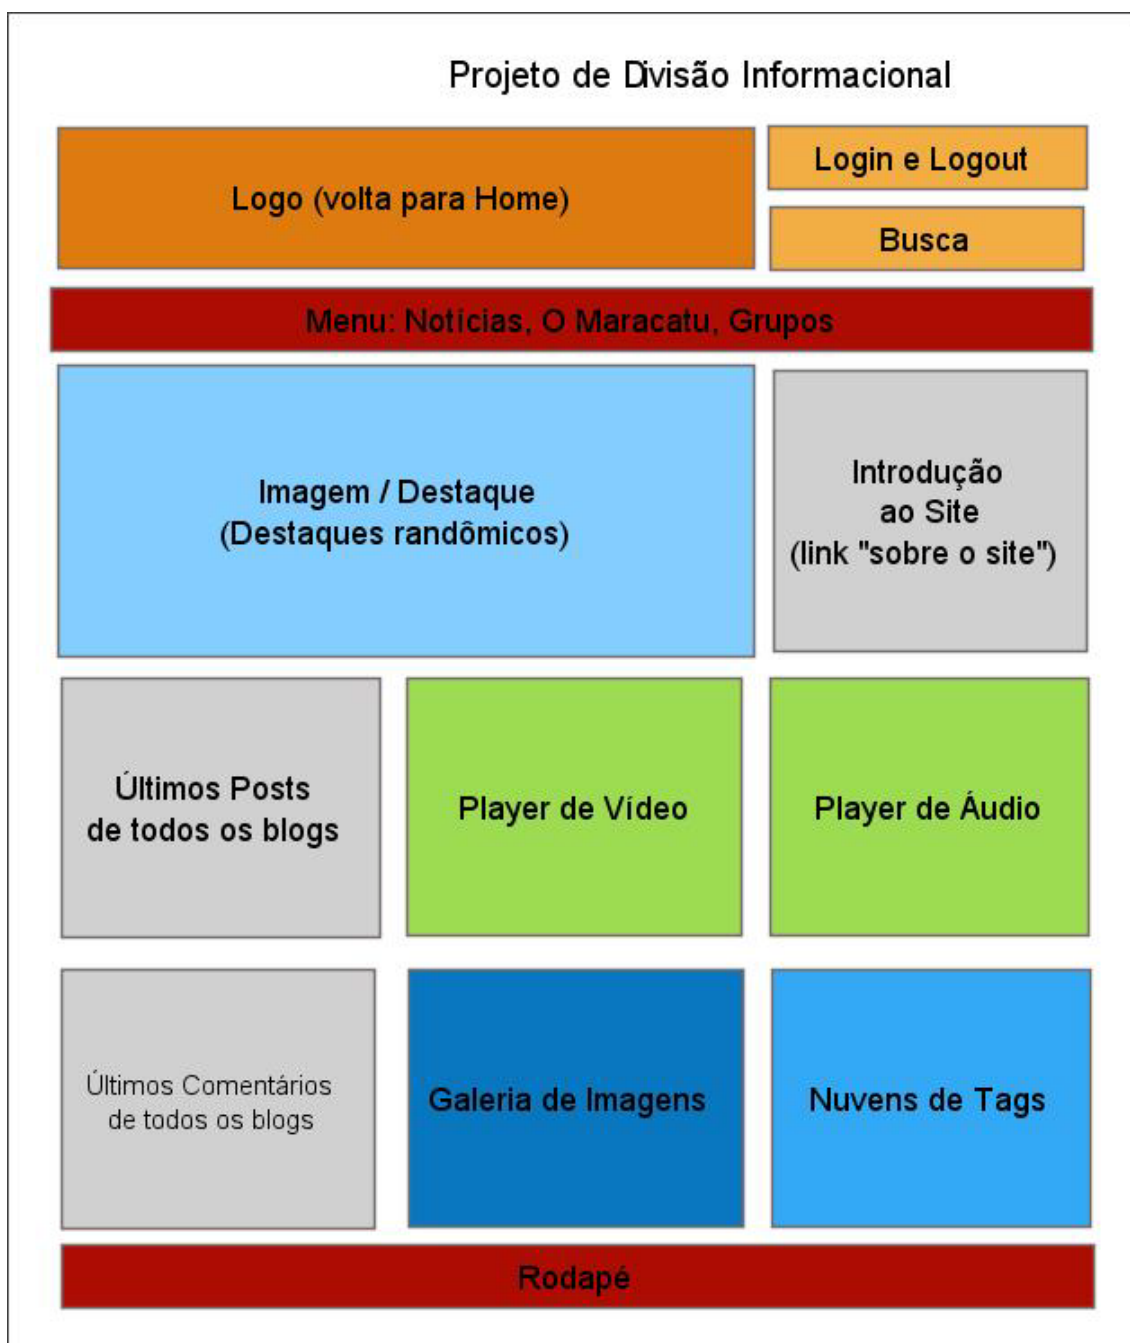 Projeto de Divisão Informacional
Logo (volta para Home)
Login e Logout
Busca
Menu: Notícias, O Maracatu, Grupos
Imagem / Destaque
(Destaques randômicos)
Introdução
ao Site
(link "sobre o site")
Últimos Posts
de todos os blogs
Player de Vídeo
Player de Áudio
Últimos Comentários
de todos os blogs
Galeria de Imagens
Nuvens de Tags
Rodapé